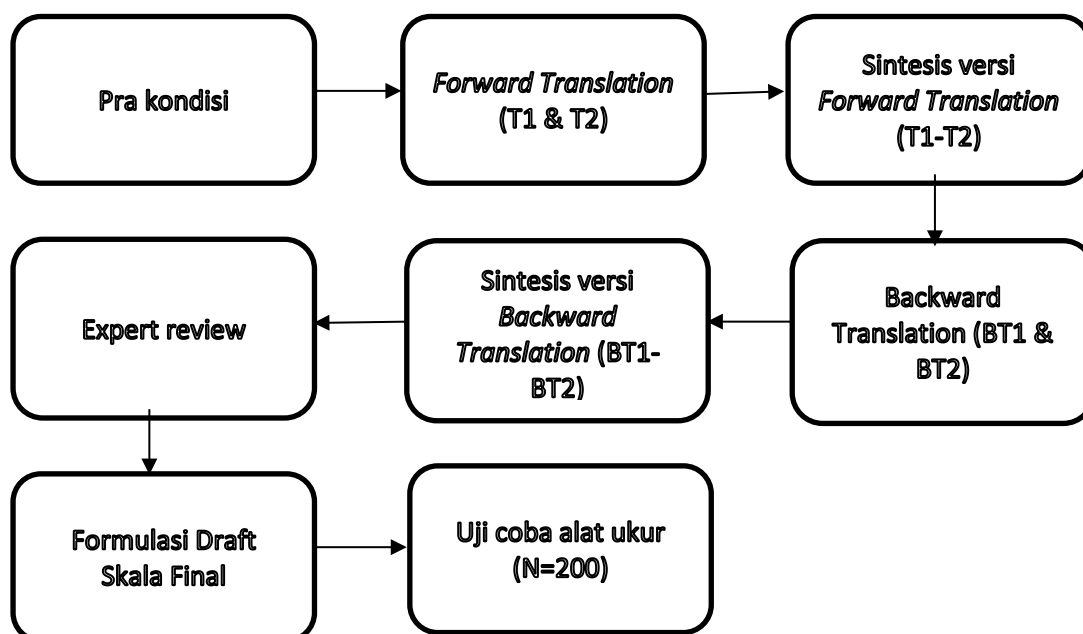 Pra kondisi
Forward Translation
(T1 & T2)
Sintesis versi
Forward Translation
(T1-T2)
Backward
Translation (BT1 &
BT2)
Sintesis versi
Backward
Translation (BT1-
BT2)
Expert review
Formulasi Draft
Skala Final
Uji coba alat ukur
(N=200)